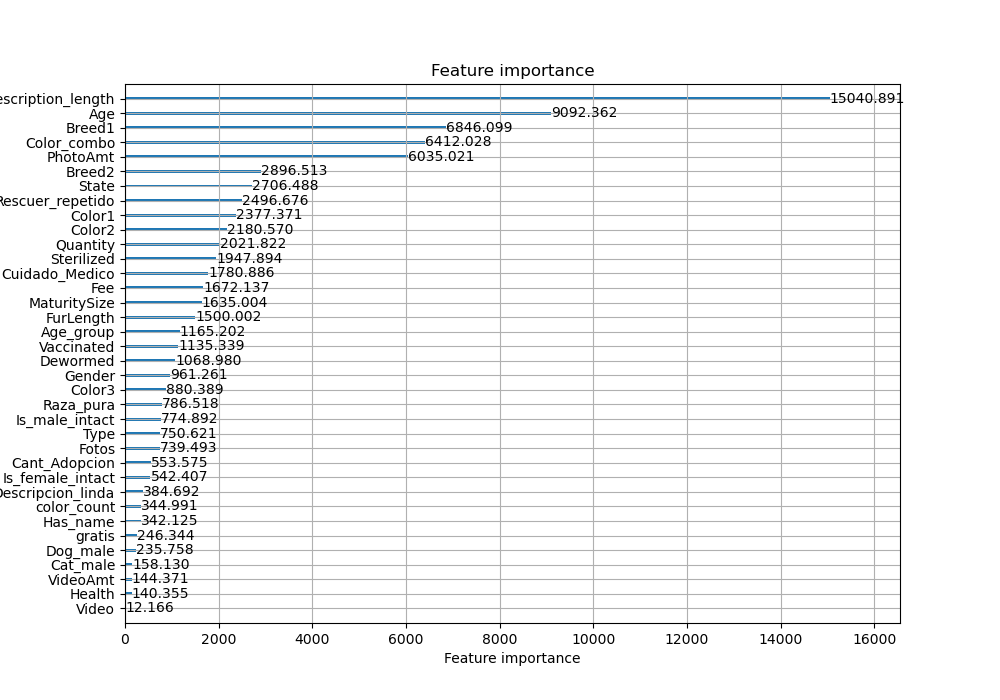 Feature importance
escription_length 15040.891
Age 9092.362
Breed1 6846.099
Color_combo 6412.028
PhotoAmt 6035.021
Breed2 2896.513
State 2706.488
Rescuer_repetido 2496.676
Color1 2377.371
Color2 2180.570
Quantity 2021.822
Sterilized 1947.894
Cuidado_Medico 1780.886
Fee 1672.137
MaturitySize 1635.004
FurLength 1500.002
Age_group 1165.202
Vaccinated 1135.339
Dewormed 1068.980
Gender 961.261
Color3 880.389
Raza_pura 786.518
Is_male_intact 774.892
Type 750.621
Fotos 739.493
Cant_Adopcion 553.575
Is_female_intact 542.407
Descripcion_linda 384.692
color_count 344.991
Has_name 342.125
gratis 246.344
Dog_male 235.758
Cat_male 158.130
VideoAmt 144.371
Health 140.355
Video 12.166
0 2000 4000 6000 8000 10000 12000 14000 16000
Feature importance